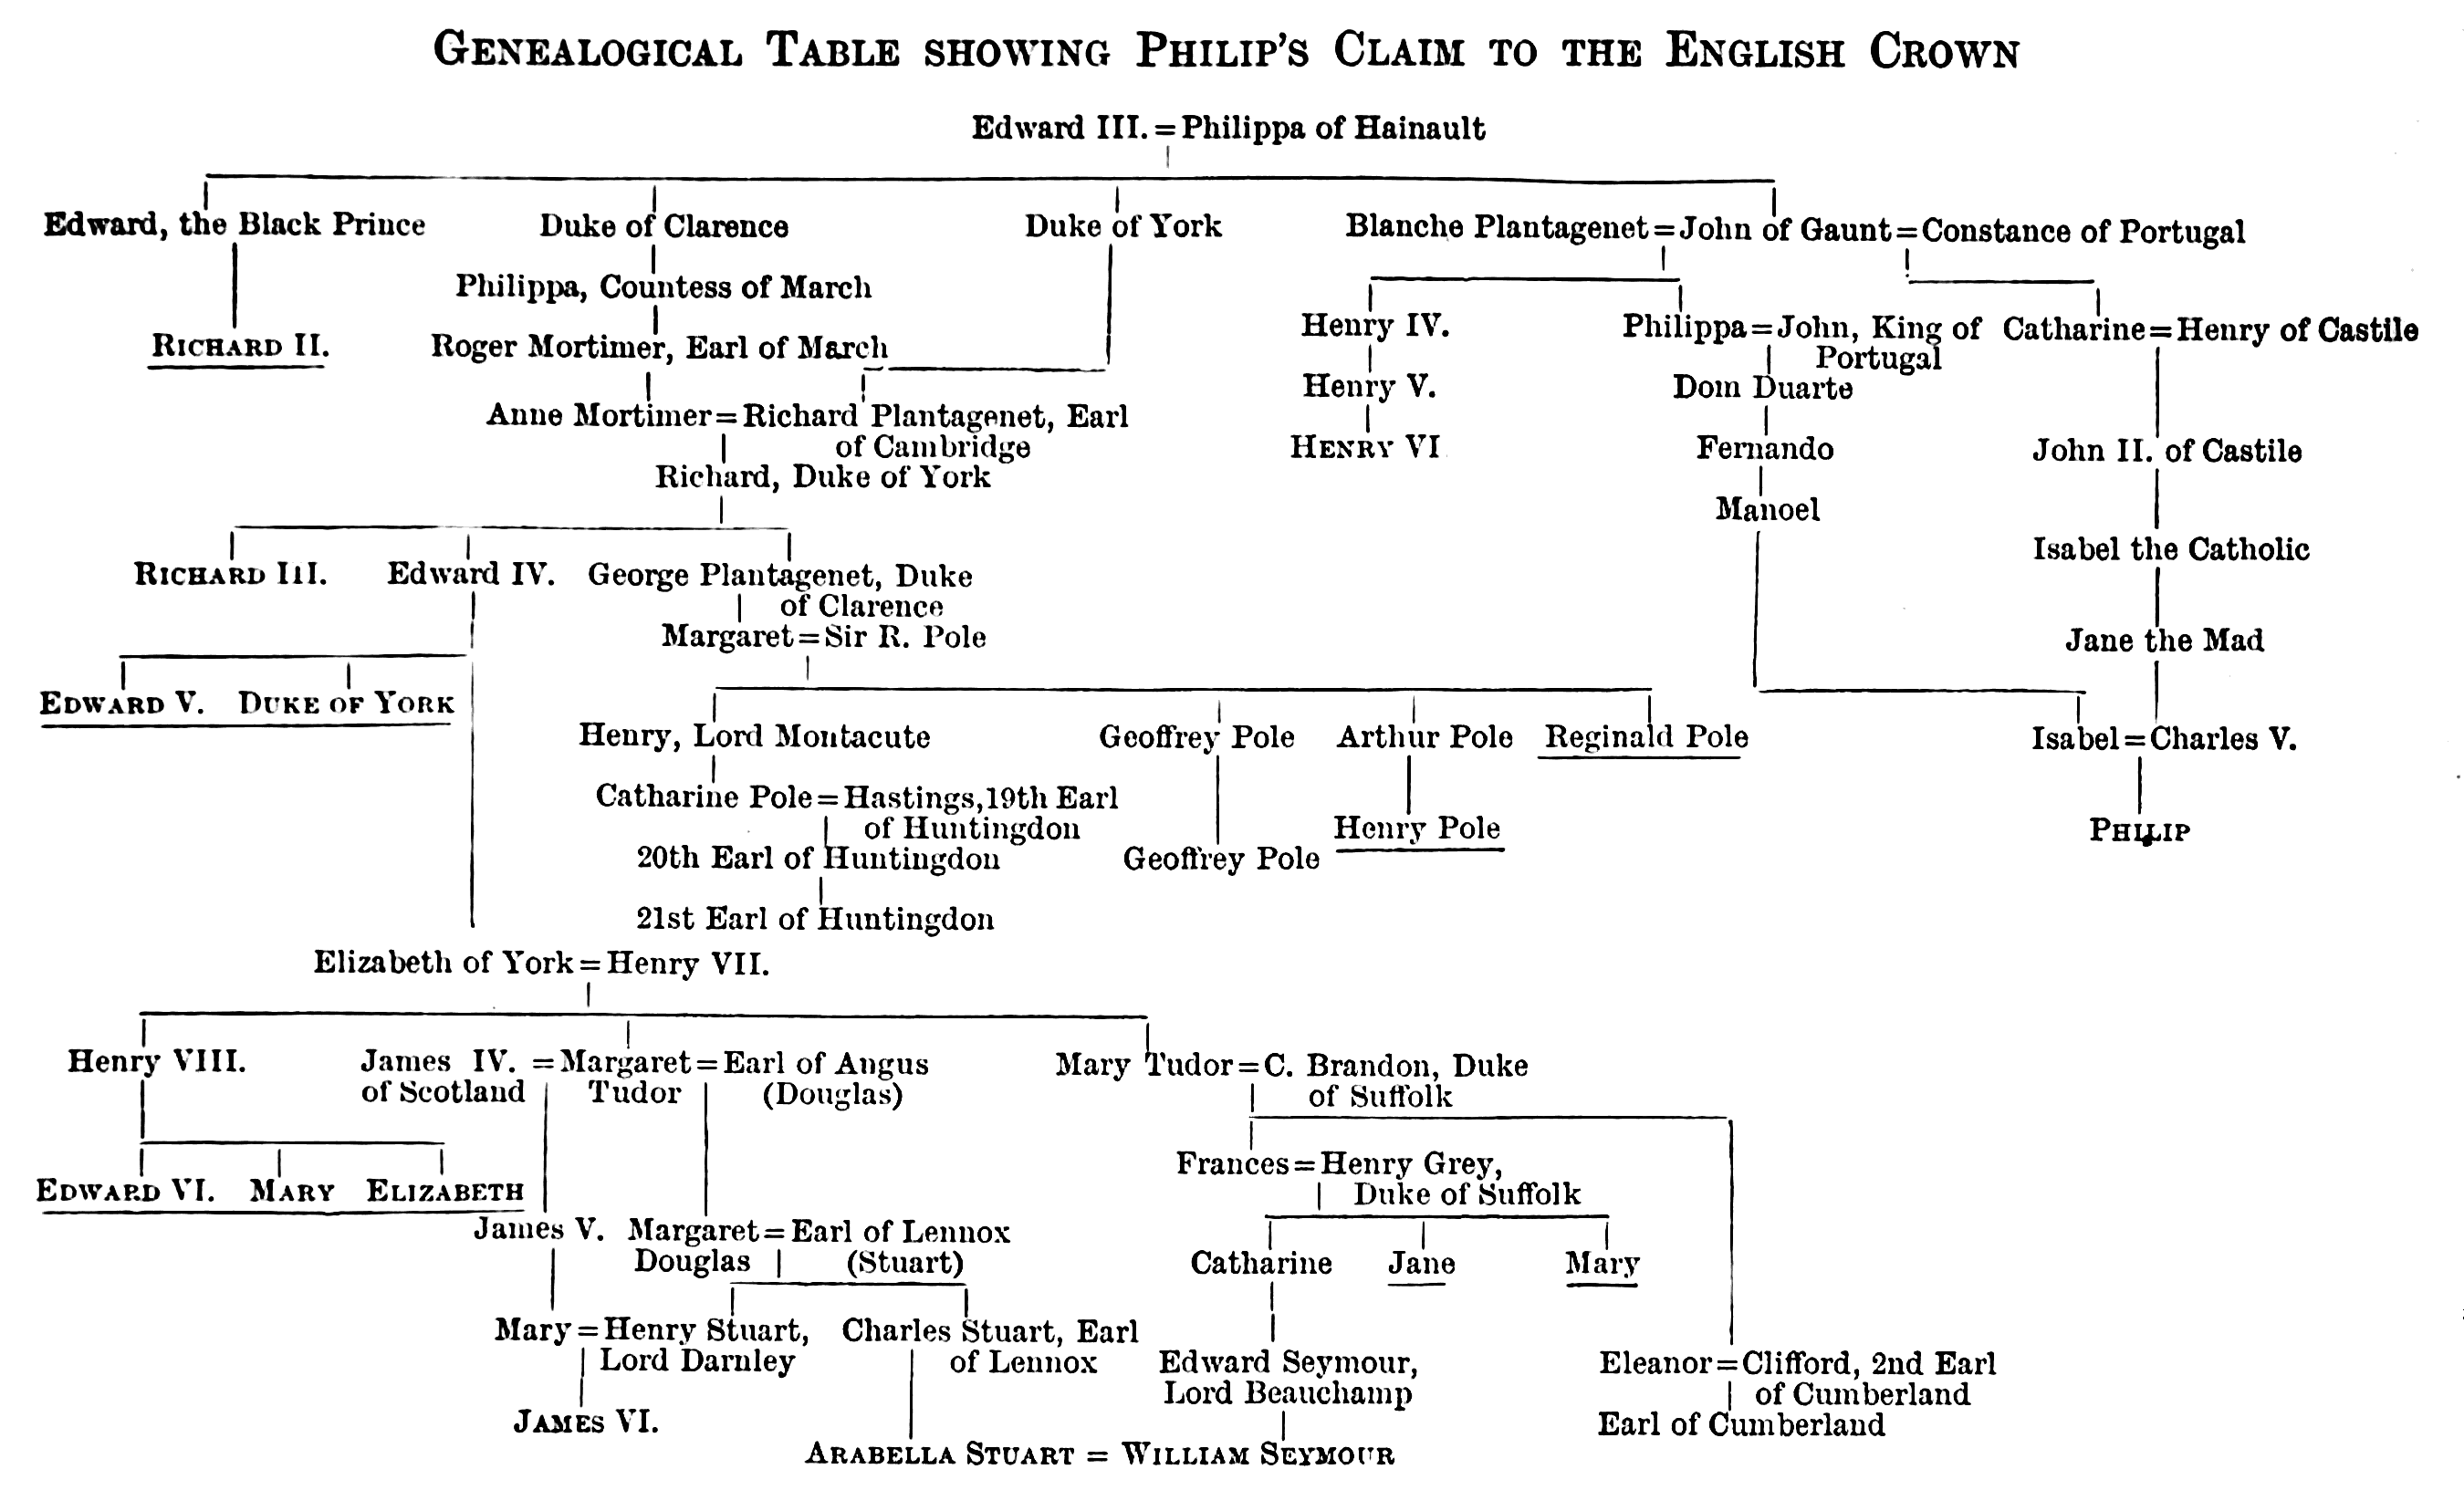 GENEALOGICAL TABLE SHOWING PHILIP'S CLAIM TO THE ENGLISH CROWN
Edward III. = Philippa of Hainault
Edward, the Black Prince
Duke of Clarence
Duke of York
Blanche Plantagenet = John of Gaunt = Constance of Portugal
Philippa, Countess of March
RICHARD II.
Roger Mortimer, Earl of March
Henry IV.
Philippa = John, King of
Portugal
Catharine = Henry of Castile
Henry V.
Dom Duarte
Anne Mortimer = Richard Plantagenet, Earl
of Cambridge
HENRY VI
Fernando
John II. of Castile
Richard, Duke of York
Manoel
Isabel the Catholic
RICHARD III.
Edward IV.
George Plantagenet, Duke
of Clarence
Margaret = Sir R. Pole
Jane the Mad
EDWARD V.
DUKE OF YORK
Henry, Lord Montacute
Geoffrey Pole
Arthur Pole
Reginald Pole
Isabel = Charles V.
Catharine Pole = Hastings, 19th Earl
of Huntingdon
Henry Pole
PHILIP
20th Earl of Huntingdon
Geoffrey Pole
21st Earl of Huntingdon
Elizabeth of York = Henry VII.
Henry VIII.
James IV. = Margaret = Earl of Angus
of Scotland Tudor (Douglas)
Mary Tudor = C. Brandon, Duke
of Suffolk
Frances = Henry Grey,
Duke of Suffolk
EDWARD VI.
MARY
ELIZABETH
James V.
Margaret = Earl of Lennox
Douglas (Stuart)
Catharine
Jane
Mary
Mary = Henry Stuart,
Lord Darnley
Charles Stuart, Earl
of Lennox
Edward Seymour,
Lord Beauchamp
Eleanor = Clifford, 2nd Earl
of Cumberland
JAMES VI.
Earl of Cumberland
ARABELLA STUART = WILLIAM SEYMOUR